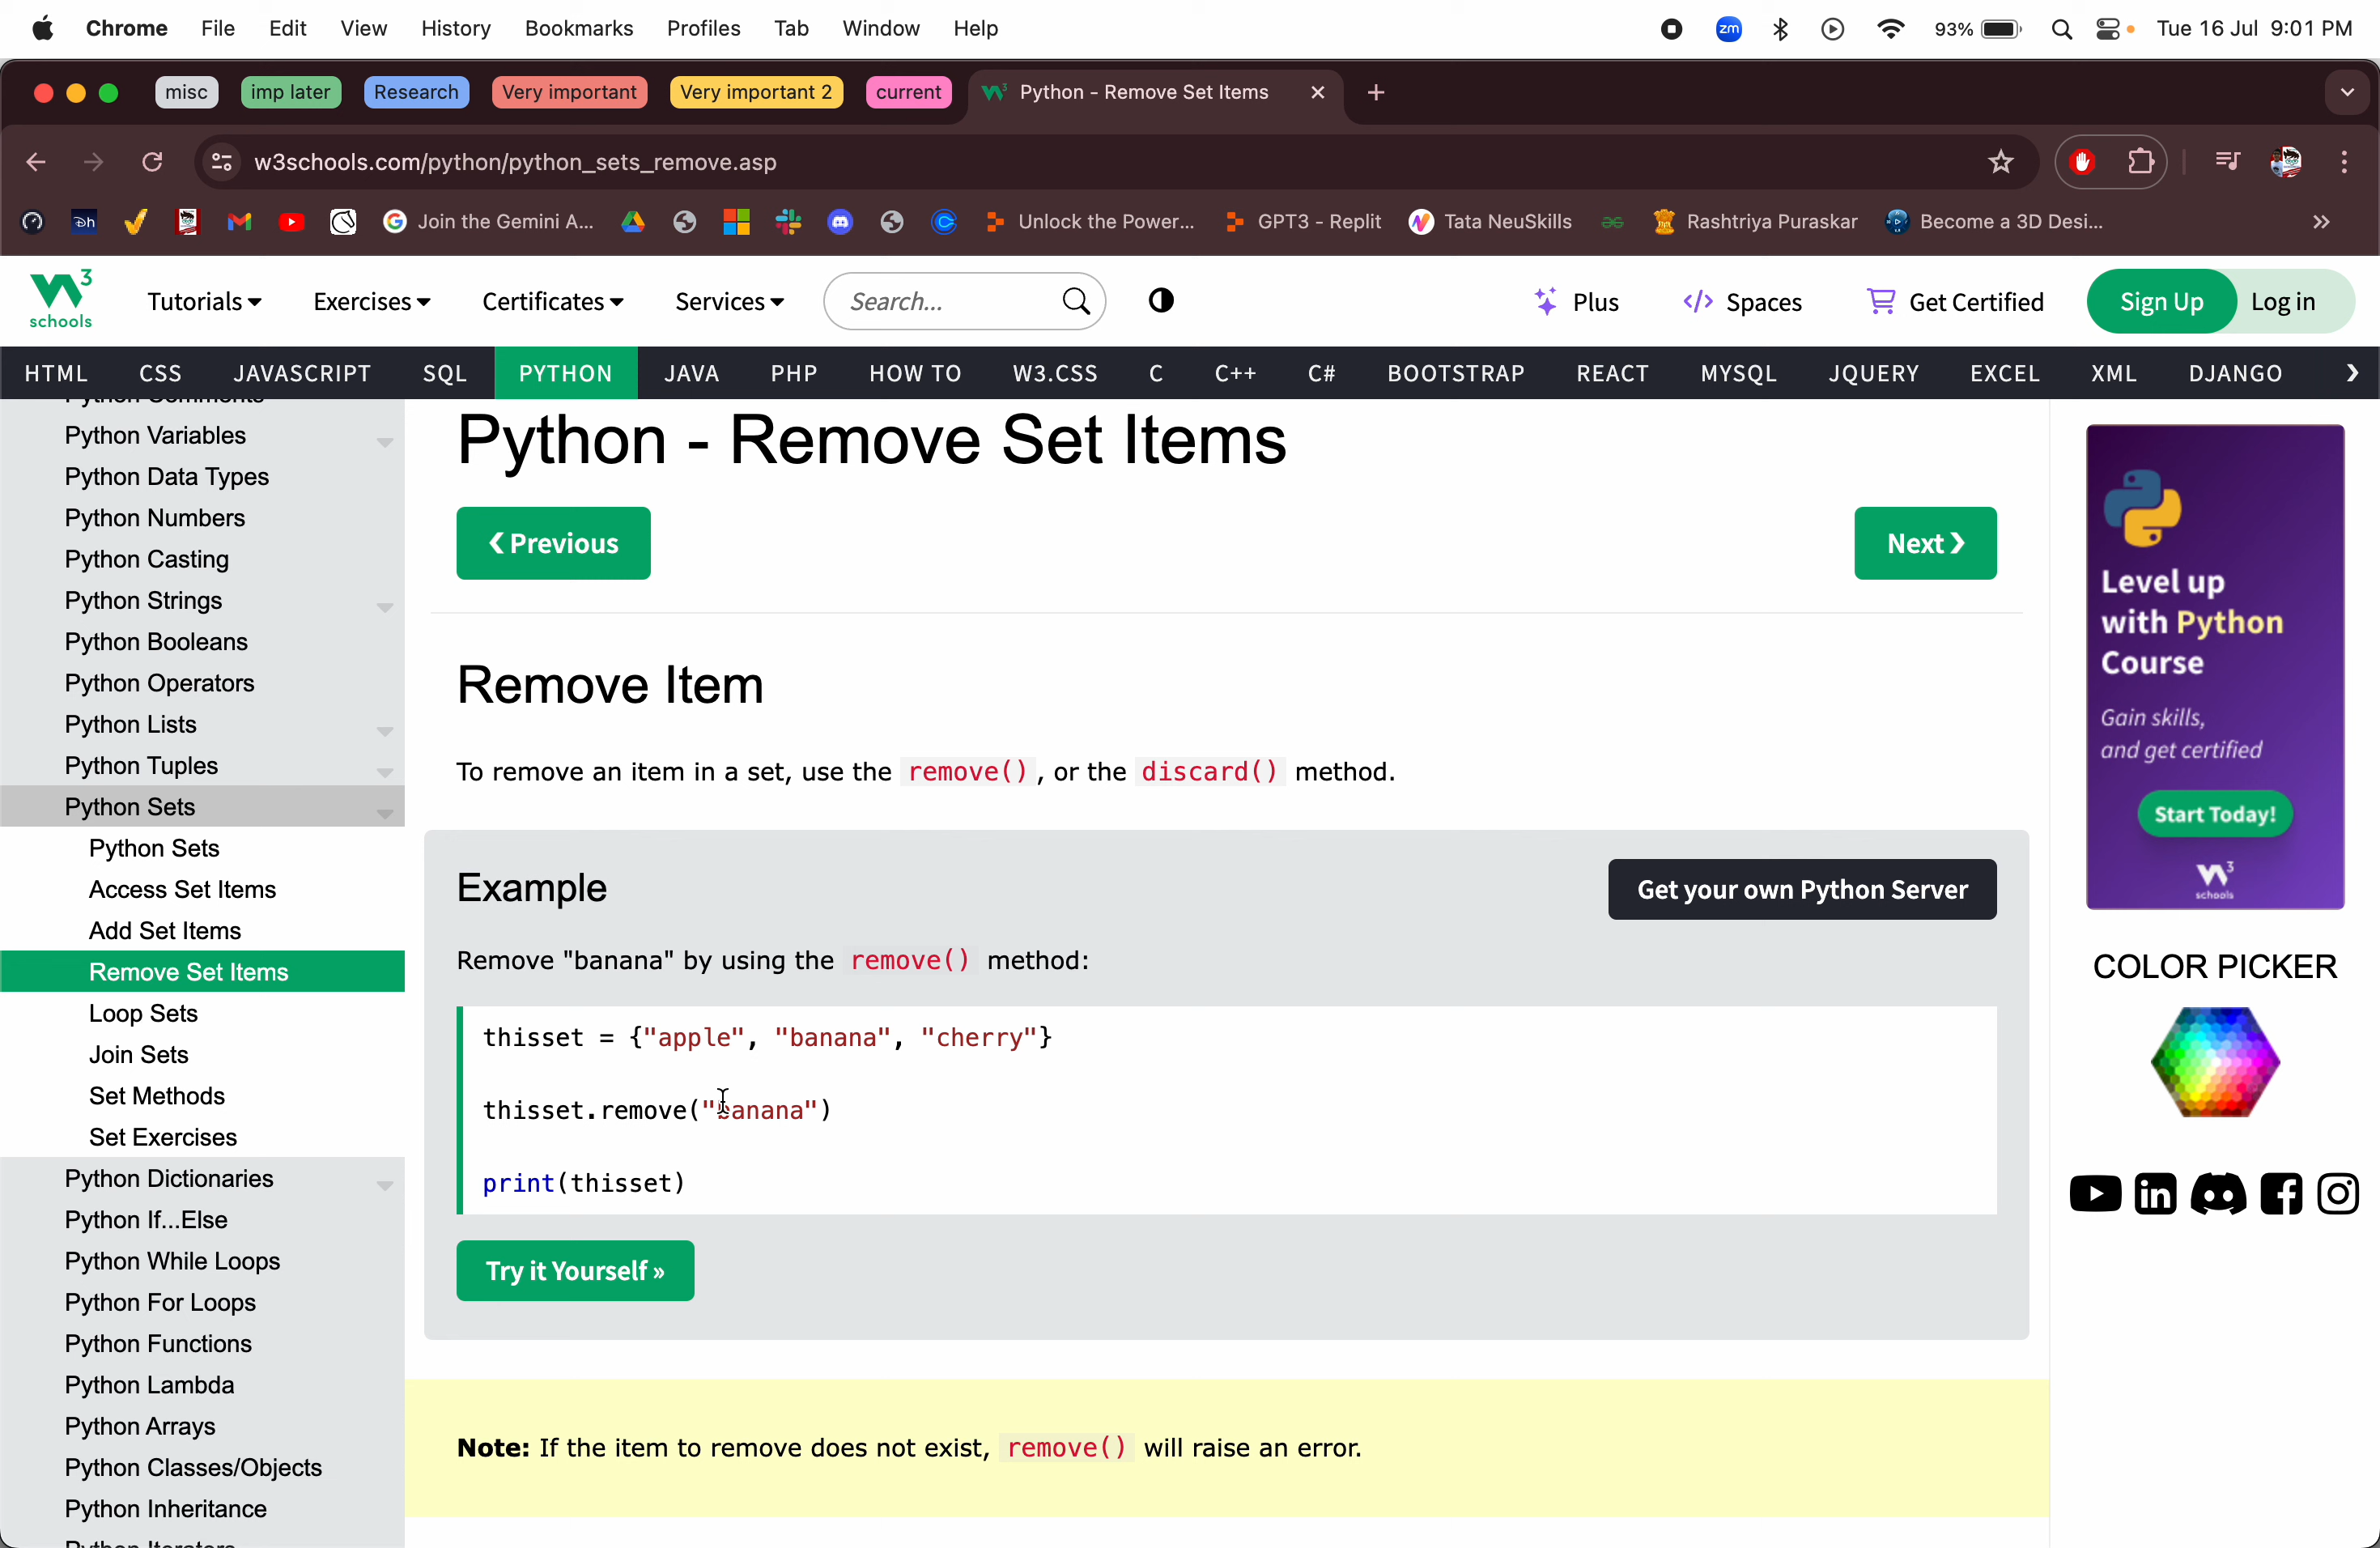 Chrome File Edit View History Bookmarks Profiles Tab Window Help zm 93% Tue 16 Jul 9:01 PM
misc imp later Research Very important Very important 2 current Python - Remove Set Items
w3schools.com/python/python_sets_remove.asp
Join the Gemini A... Unlock the Power... GPT3 - Replit Tata NeuSkills Rashtriya Puraskar Become a 3D Desi...
W3 schools Tutorials Exercises Certificates Services Search... Plus Spaces Get Certified Sign Up Log in
HTML CSS JAVASCRIPT SQL PYTHON JAVA PHP HOW TO W3.CSS C C++ C# BOOTSTRAP REACT MYSQL JQUERY EXCEL XML DJANGO
Python Variables
Python Data Types
Python Numbers
Python Casting
Python Strings
Python Booleans
Python Operators
Python Lists
Python Tuples
Python Sets
Python Sets
Access Set Items
Add Set Items
Remove Set Items
Loop Sets
Join Sets
Set Methods
Set Exercises
Python Dictionaries
Python If...Else
Python While Loops
Python For Loops
Python Functions
Python Lambda
Python Arrays
Python Classes/Objects
Python Inheritance
Python - Remove Set Items
❮ Previous
Next ❯
Remove Item
To remove an item in a set, use the remove(), or the discard() method.
Example
Get your own Python Server
Remove "banana" by using the remove() method:
thisset = {"apple", "banana", "cherry"}
thisset.remove("banana")
print(thisset)
Try it Yourself »
Note: If the item to remove does not exist, remove() will raise an error.
Level up
with Python
Course
Gain skills,
and get certified
Start Today!
W3 schools
COLOR PICKER